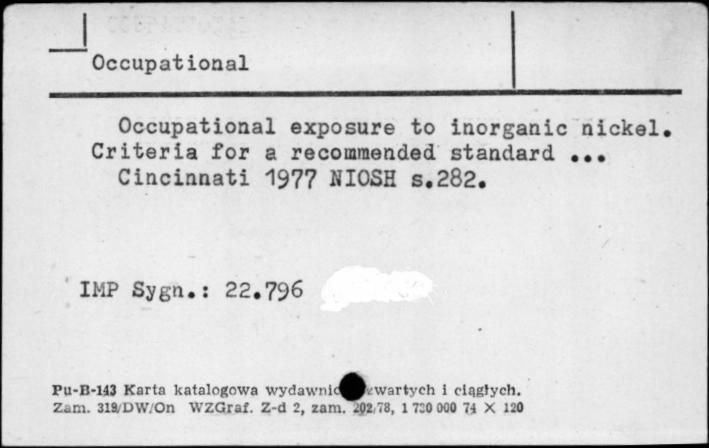 Occupational
Occupational exposure to inorganic nickel.
Criteria for a recommended standard ...
Cincinnati 1977 NIOSH s.282.
IMP Sygn.: 22.796
Pu-B-143 Karta katalogowa wydawnic zwartych i ciągłych.
Zam. 319/DW/On WZGraf. Z-d 2, zam. 202/78, 1 730 000 74 X 120